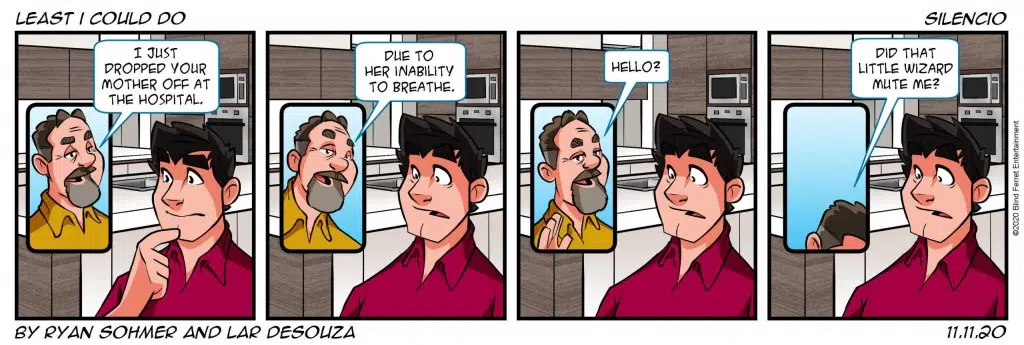 LEAST I COULD DO
SILENCIO
I JUST
DROPPED YOUR
MOTHER OFF AT
THE HOSPITAL.
DUE TO
HER INABILITY
TO BREATHE.
HELLO?
DID THAT
LITTLE WIZARD
MUTE ME?
©2020 Blind Ferret Entertainment
BY RYAN SOHMER AND LAR DESOUZA
11.11.20